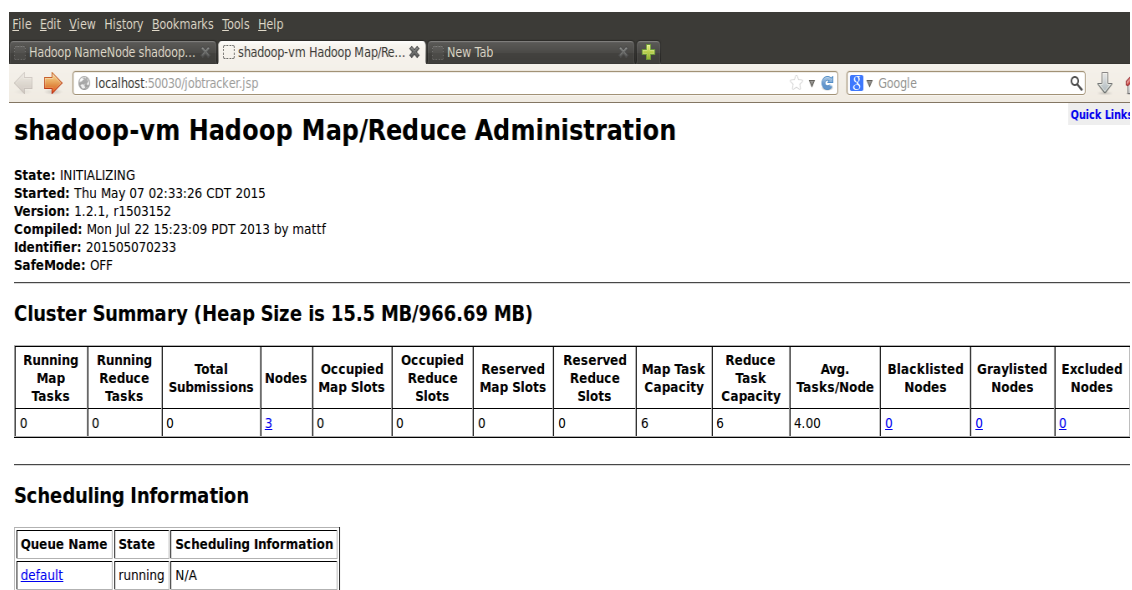 File Edit View History Bookmarks Tools Help
Hadoop NameNode shadoop... shadoop-vm Hadoop Map/Re... New Tab
localhost:50030/jobtracker.jsp Google
Quick Links
shadoop-vm Hadoop Map/Reduce Administration
State: INITIALIZING
Started: Thu May 07 02:33:26 CDT 2015
Version: 1.2.1, r1503152
Compiled: Mon Jul 22 15:23:09 PDT 2013 by mattf
Identifier: 201505070233
SafeMode: OFF
Cluster Summary (Heap Size is 15.5 MB/966.69 MB)
Running Map Tasks Running Reduce Tasks Total Submissions Nodes Occupied Map Slots Occupied Reduce Slots Reserved Map Slots Reserved Reduce Slots Map Task Capacity Reduce Task Capacity Avg. Tasks/Node Blacklisted Nodes Graylisted Nodes Excluded Nodes
0 0 0 3 0 0 0 0 6 6 4.00 0 0 0
Scheduling Information
Queue Name State Scheduling Information
default running N/A